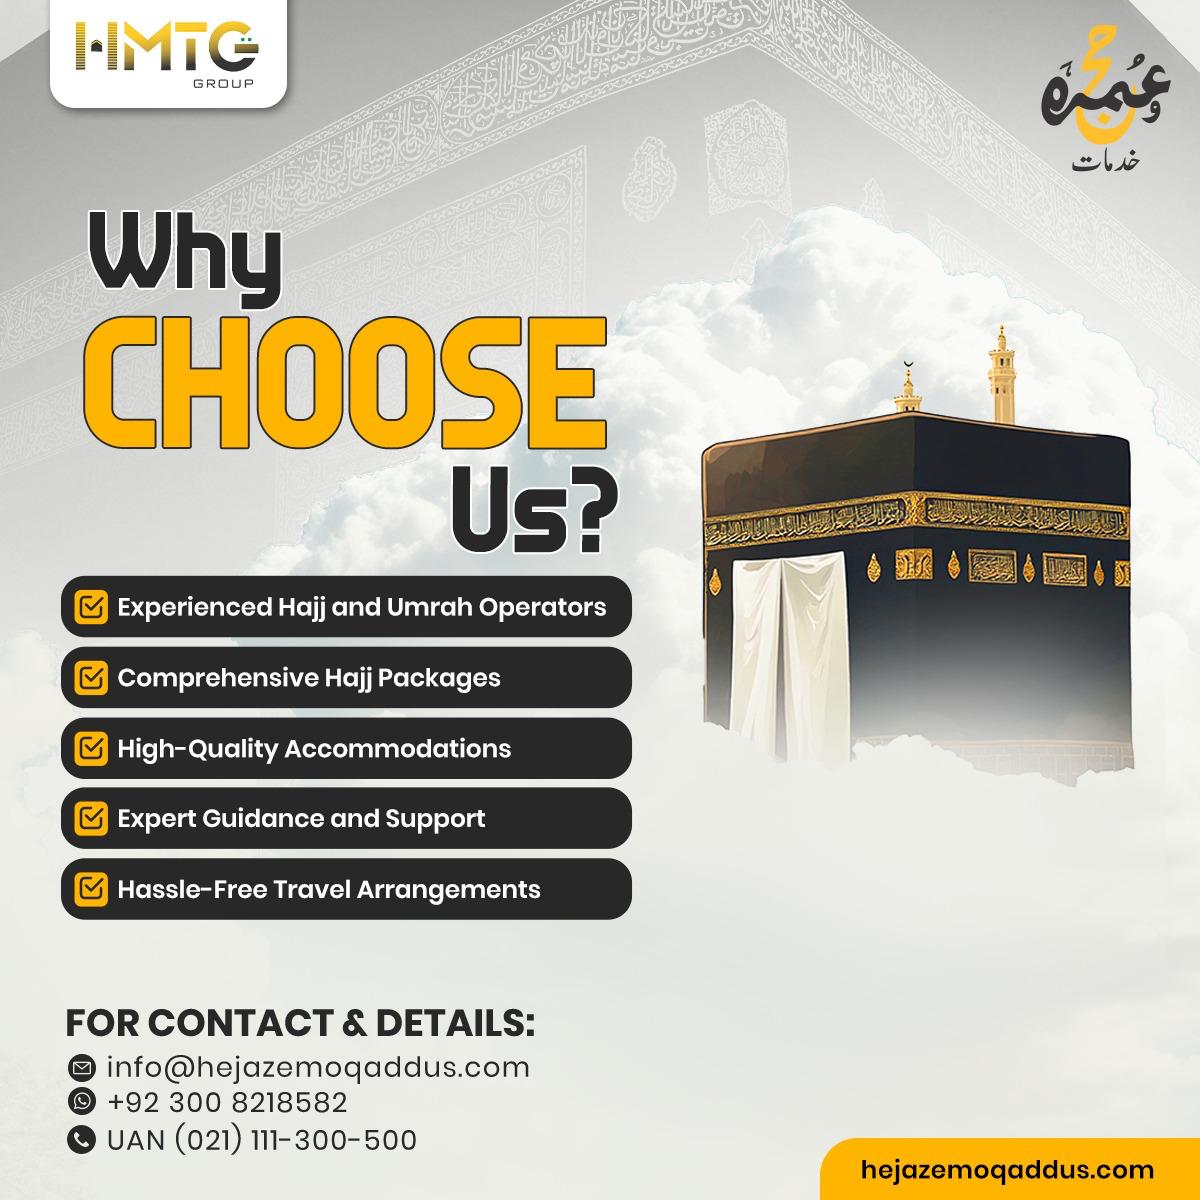 HMTG
GROUP
حج
و عُمرہ
خدمات
Why
CHOOSE
Us?
Experienced Hajj and Umrah Operators
Comprehensive Hajj Packages
High-Quality Accommodations
Expert Guidance and Support
Hassle-Free Travel Arrangements
FOR CONTACT & DETAILS:
info@hejazemoqaddus.com
+92 300 8218582
UAN (021) 111-300-500
hejazemoqaddus.com